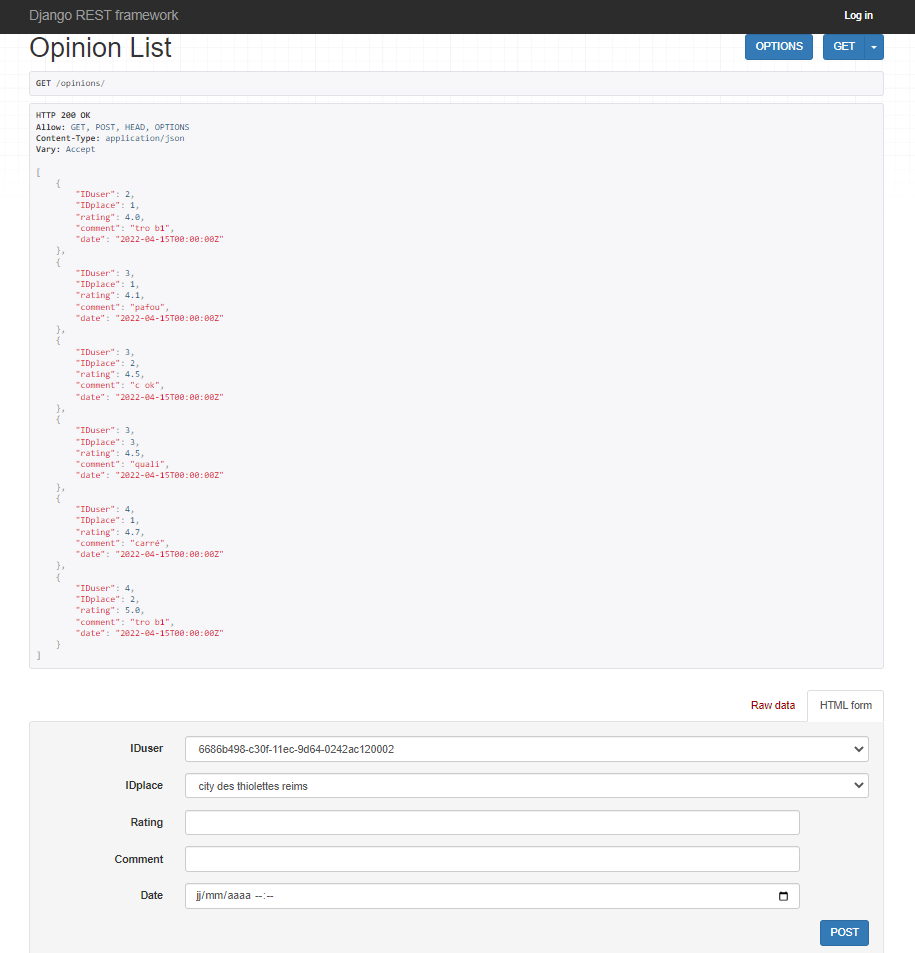 Django REST framework
Log in
Opinion List
OPTIONS
GET
GET /opinions/
HTTP 200 OK
Allow: GET, POST, HEAD, OPTIONS
Content-Type: application/json
Vary: Accept
[
{
"IDuser": 2,
"IDplace": 1,
"rating": 4.0,
"comment": "tro b1",
"date": "2022-04-15T00:00:00Z"
},
{
"IDuser": 3,
"IDplace": 1,
"rating": 4.1,
"comment": "pafou",
"date": "2022-04-15T00:00:00Z"
},
{
"IDuser": 3,
"IDplace": 2,
"rating": 4.5,
"comment": "c ok",
"date": "2022-04-15T00:00:00Z"
},
{
"IDuser": 3,
"IDplace": 3,
"rating": 4.5,
"comment": "quali",
"date": "2022-04-15T00:00:00Z"
},
{
"IDuser": 4,
"IDplace": 1,
"rating": 4.7,
"comment": "carré",
"date": "2022-04-15T00:00:00Z"
},
{
"IDuser": 4,
"IDplace": 2,
"rating": 5.0,
"comment": "tro b1",
"date": "2022-04-15T00:00:00Z"
}
]
Raw data
HTML form
IDuser
6686b498-c30f-11ec-9d64-0242ac120002
IDplace
city des thiolettes reims
Rating
Comment
Date
jj/mm/aaaa --:--
POST